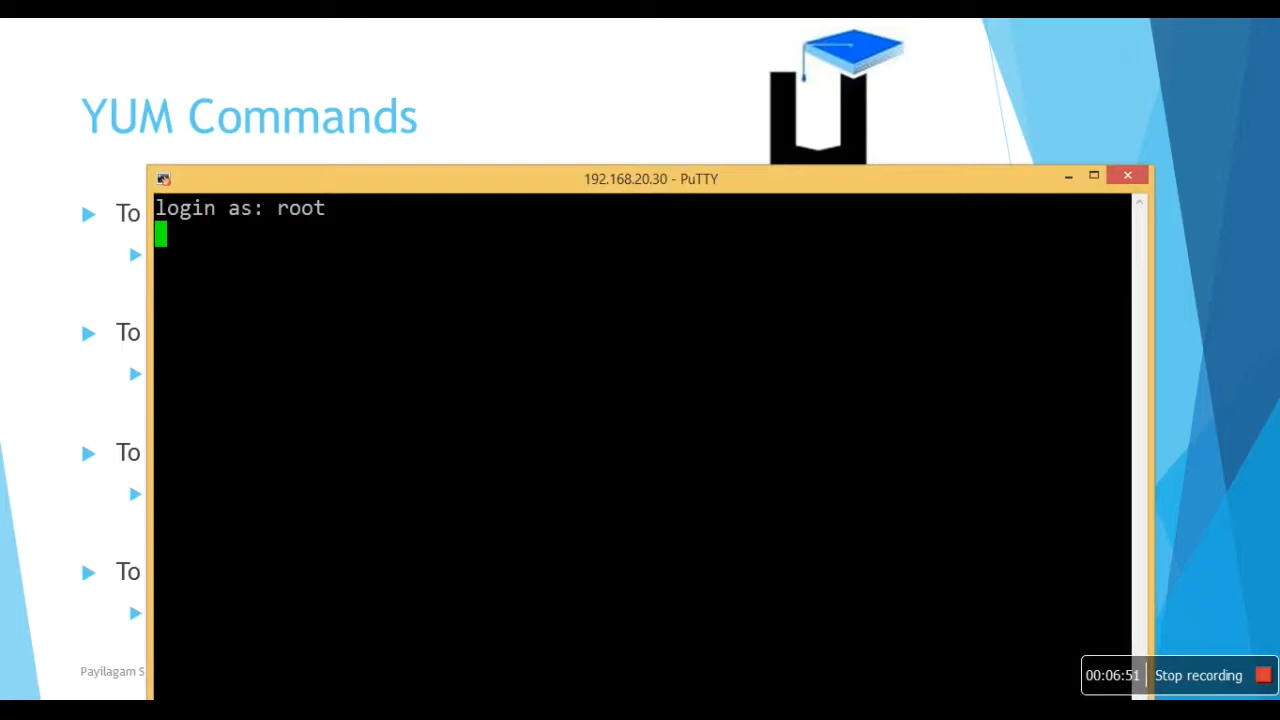 YUM Commands
192.168.20.30 - PuTTY
To
login as: root
To
To
To
Payilagam S
00:06:51 Stop recording